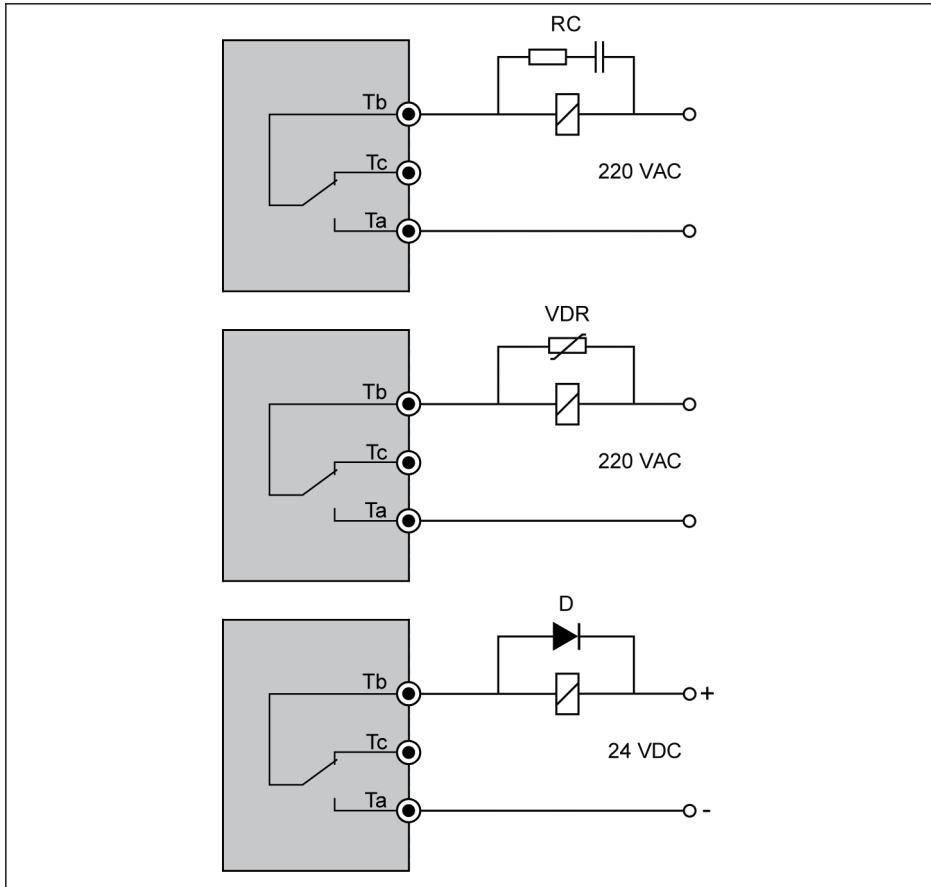 RC
Tb
Tc
220 VAC
Ta
VDR
Tb
Tc
220 VAC
Ta
D
Tb
+
Tc
24 VDC
Ta
-